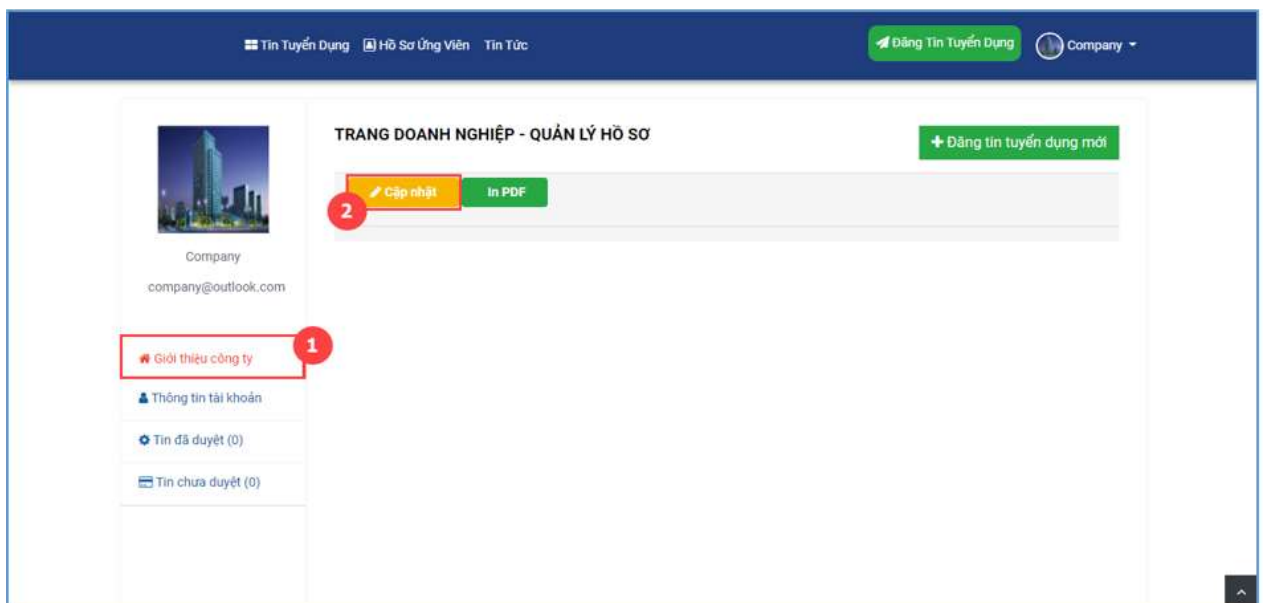 Tin Tuyển Dụng Hồ Sơ Ứng Viên Tin Tức
Đăng Tin Tuyển Dụng
Company
TRANG DOANH NGHIỆP - QUẢN LÝ HỒ SƠ
+ Đăng tin tuyển dụng mới
Cập nhật
In PDF
2
Company
company@outlook.com
1
Giới thiệu công ty
Thông tin tài khoản
Tin đã duyệt (0)
Tin chưa duyệt (0)